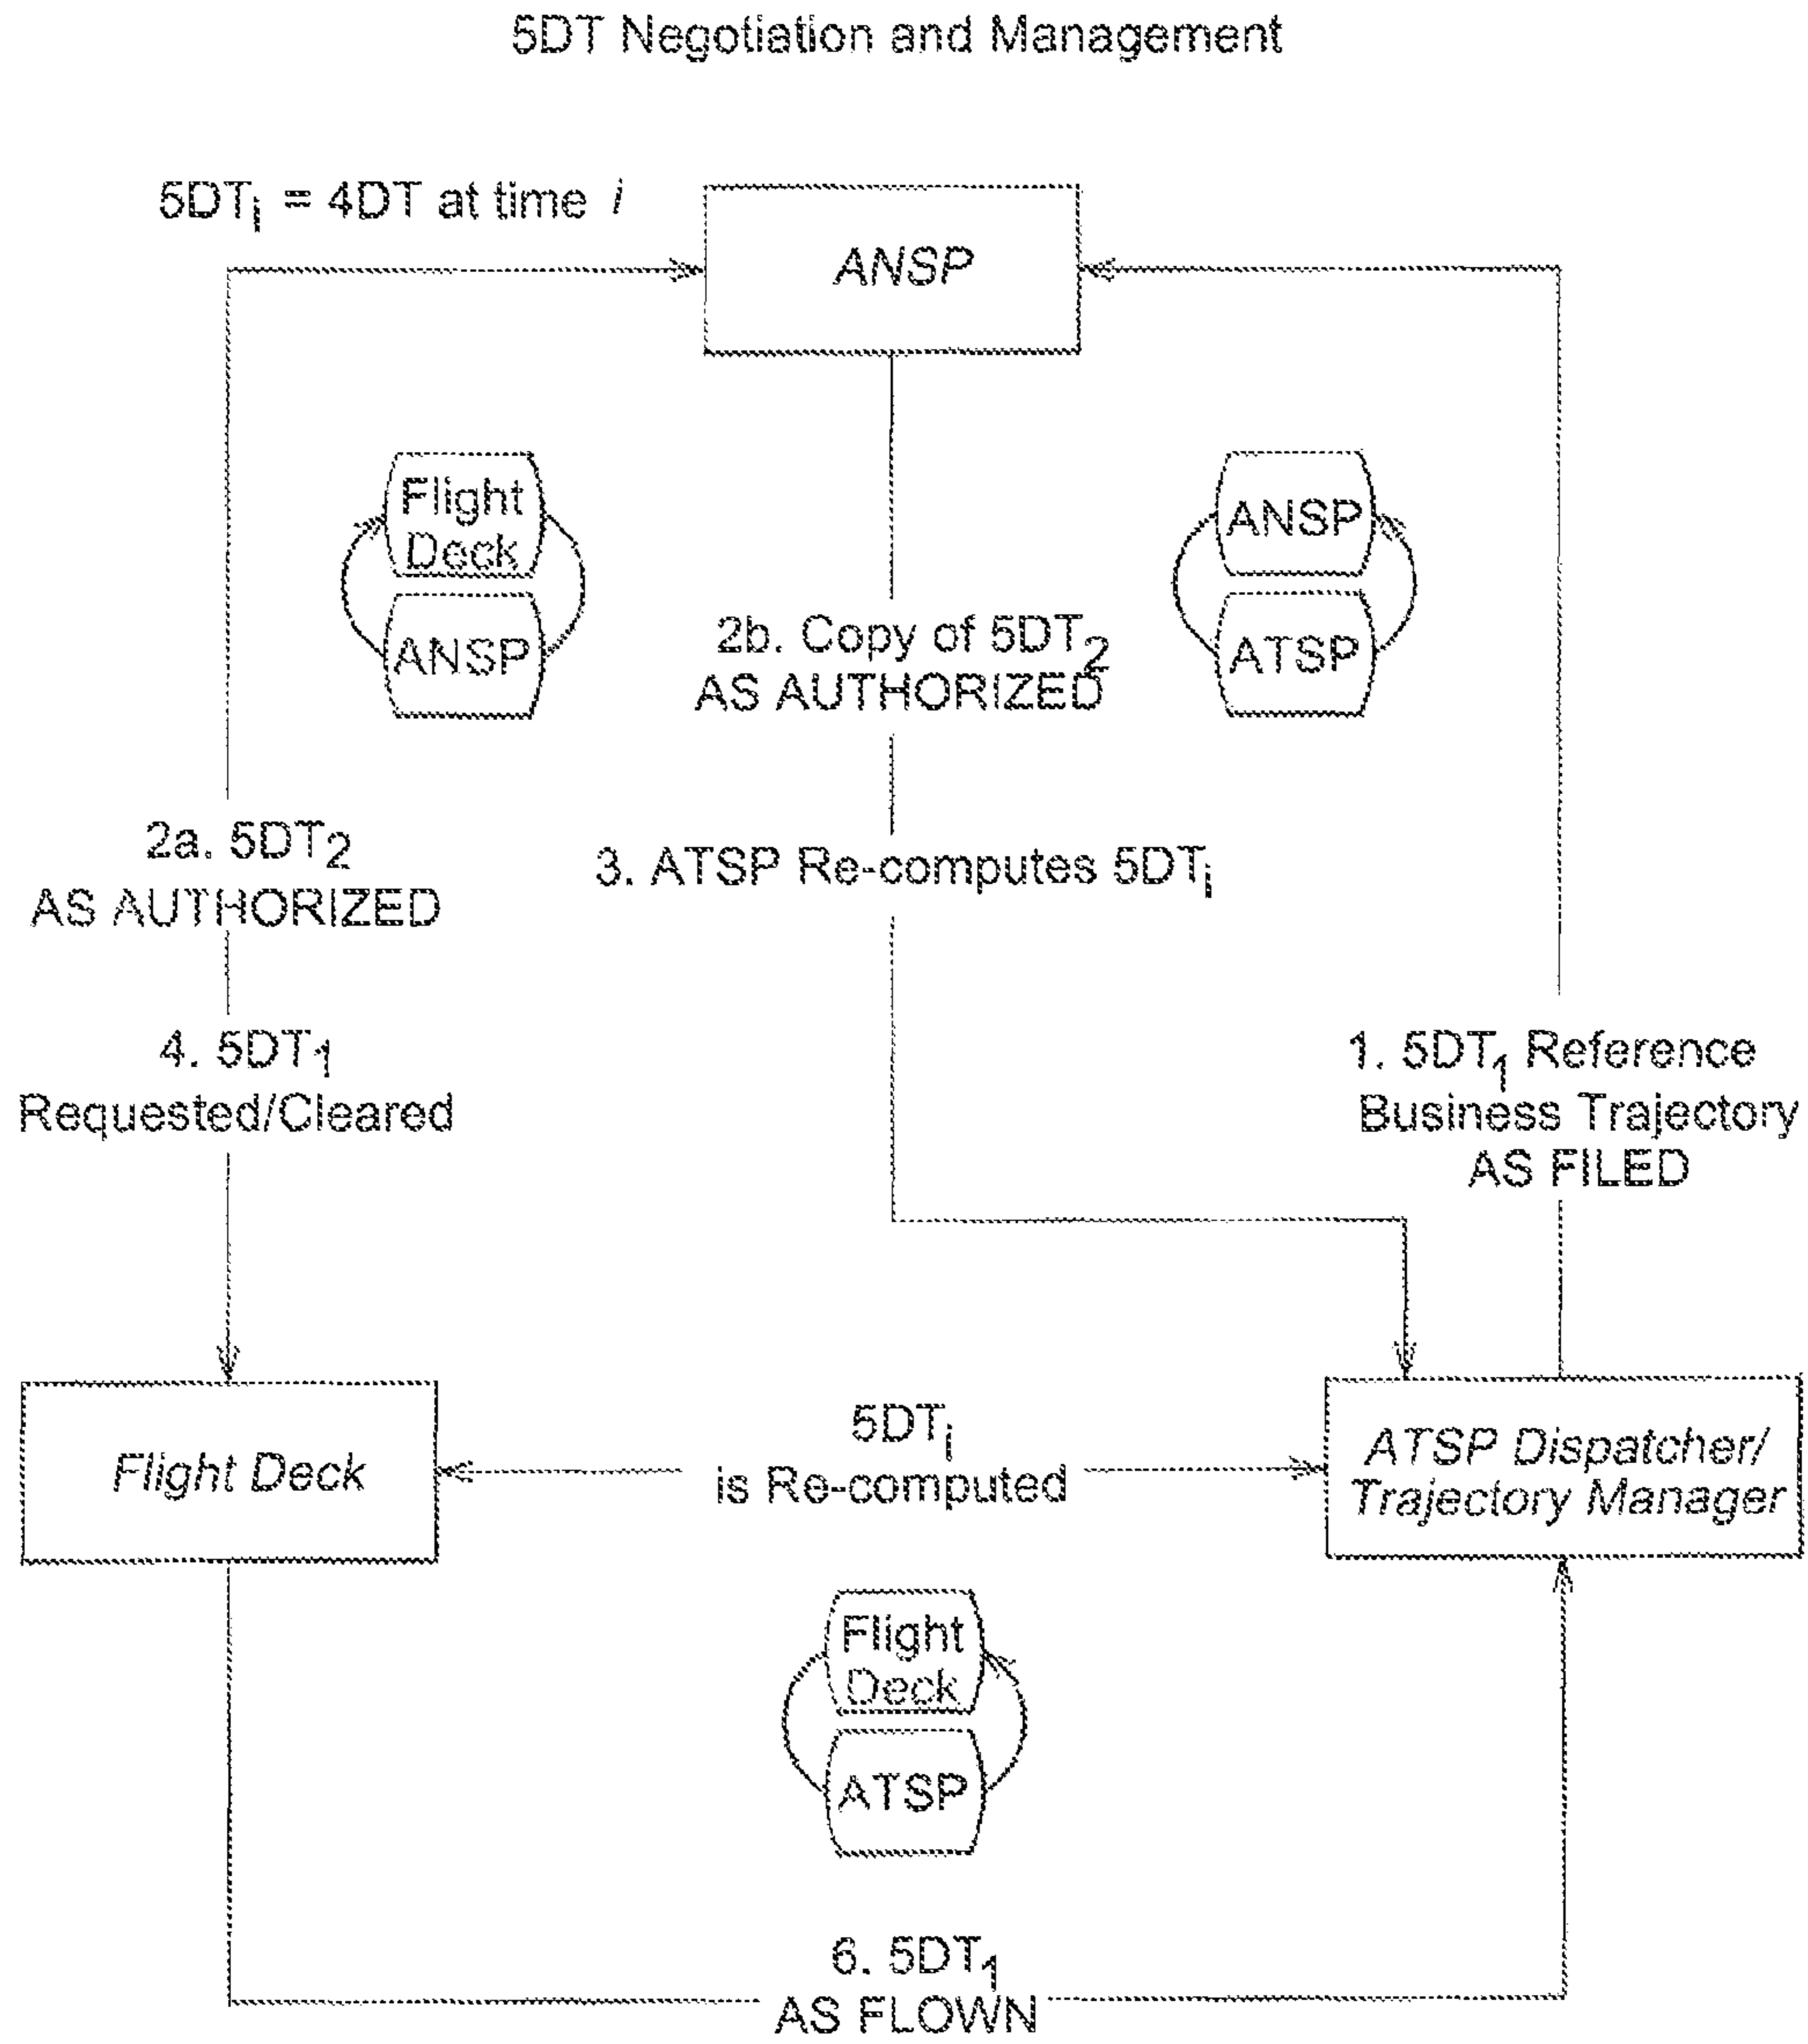 5DT Negotiation and Management
5DTi = 4DT at time i
ANSP
Flight
Deck
ANSP
ANSP
ATSP
2b. Copy of 5DT2
AS AUTHORIZED
2a. 5DT2
AS AUTHORIZED
3. ATSP Re-computes 5DTi
4. 5DT1
Requested/Cleared
1. 5DT1 Reference
Business Trajectory
AS FILED
Flight Deck
5DTi
is Re-computed
ATSP Dispatcher/
Trajectory Manager
Flight
Deck
ATSP
6. 5DT1
AS FLOWN